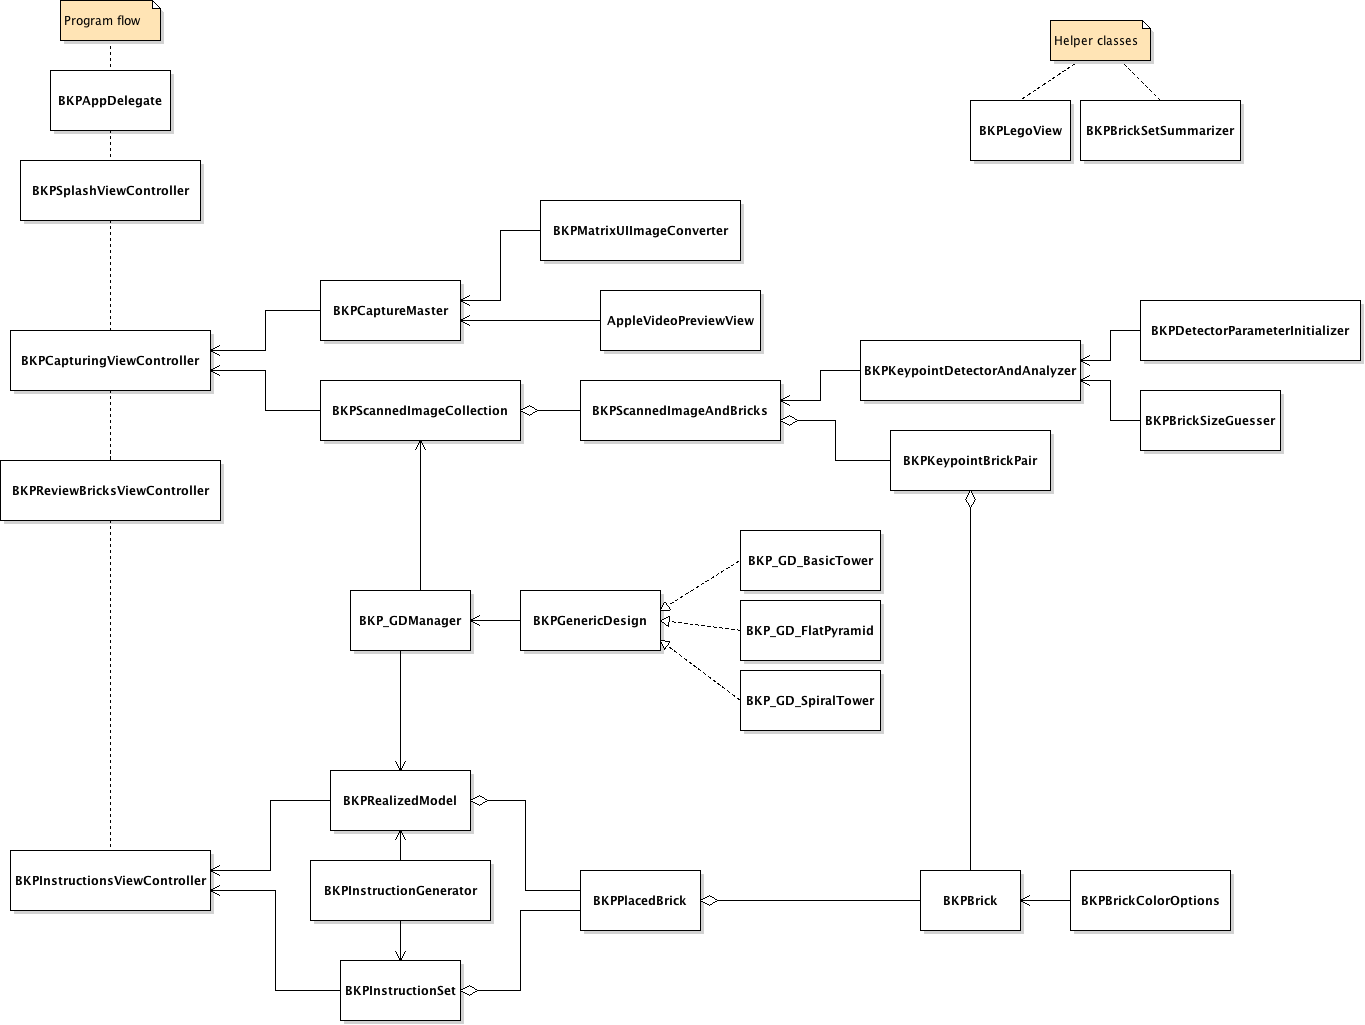 Program flow
Helper classes
BKPAppDelegate
BKPLegoView
BKPBrickSetSummarizer
BKPSplashViewController
BKPMatrixUIImageConverter
BKPCaptureMaster
AppleVideoPreviewView
BKPDetectorParameterInitializer
BKPCapturingViewController
BKPKeypointDetectorAndAnalyzer
BKPScannedImageCollection
BKPScannedImageAndBricks
BKPBrickSizeGuesser
BKPKeypointBrickPair
BKPReviewBricksViewController
BKP_GD_BasicTower
BKP_GDManager
BKPGenericDesign
BKP_GD_FlatPyramid
BKP_GD_SpiralTower
BKPRealizedModel
BKPInstructionsViewController
BKPInstructionGenerator
BKPPlacedBrick
BKPBrick
BKPBrickColorOptions
BKPInstructionSet